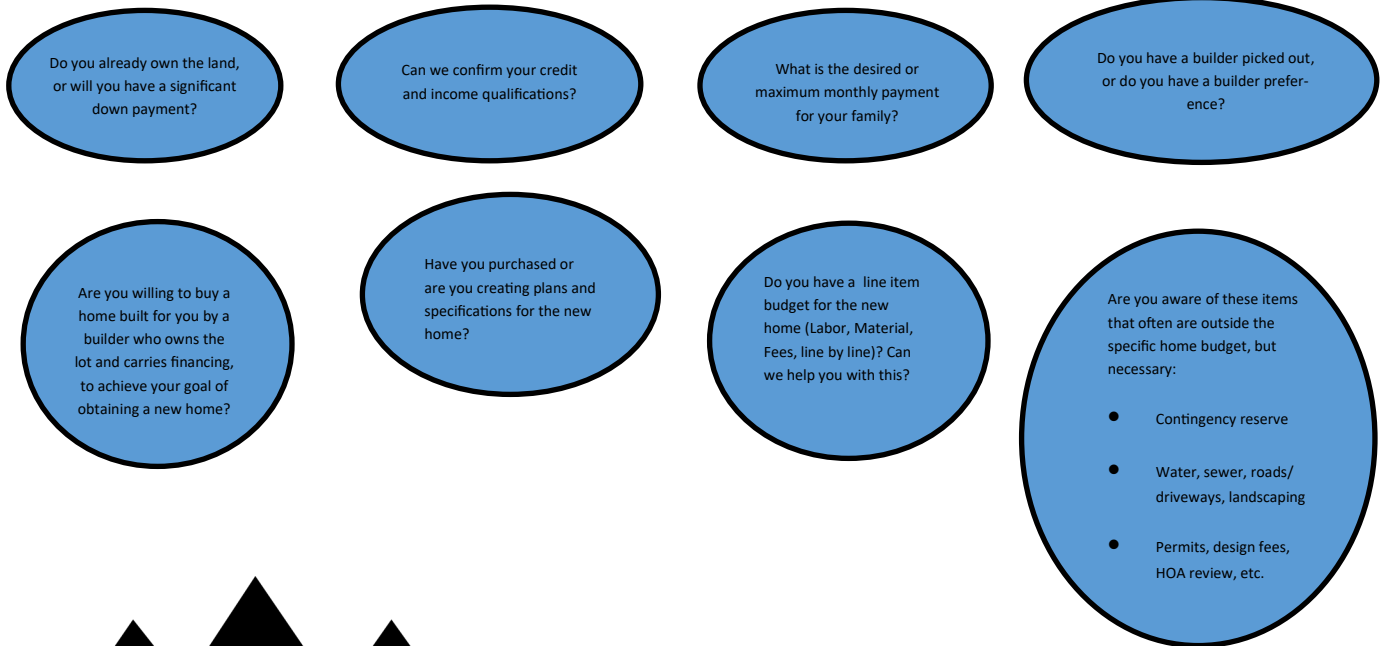 Do you already own the land,
or will you have a significant
down payment?
Can we confirm your credit
and income qualifications?
What is the desired or
maximum monthly payment
for your family?
Do you have a builder picked out,
or do you have a builder prefer-
ence?
Are you willing to buy a
home built for you by a
builder who owns the
lot and carries financing,
to achieve your goal of
obtaining a new home?
Have you purchased or
are you creating plans and
specifications for the new
home?
Do you have a  line item
budget for the new
home (Labor, Material,
Fees, line by line)? Can
we help you with this?
Are you aware of these items
that often are outside the
specific home budget, but
necessary:
● Contingency reserve
● Water, sewer, roads/
driveways, landscaping
● Permits, design fees,
HOA review, etc.